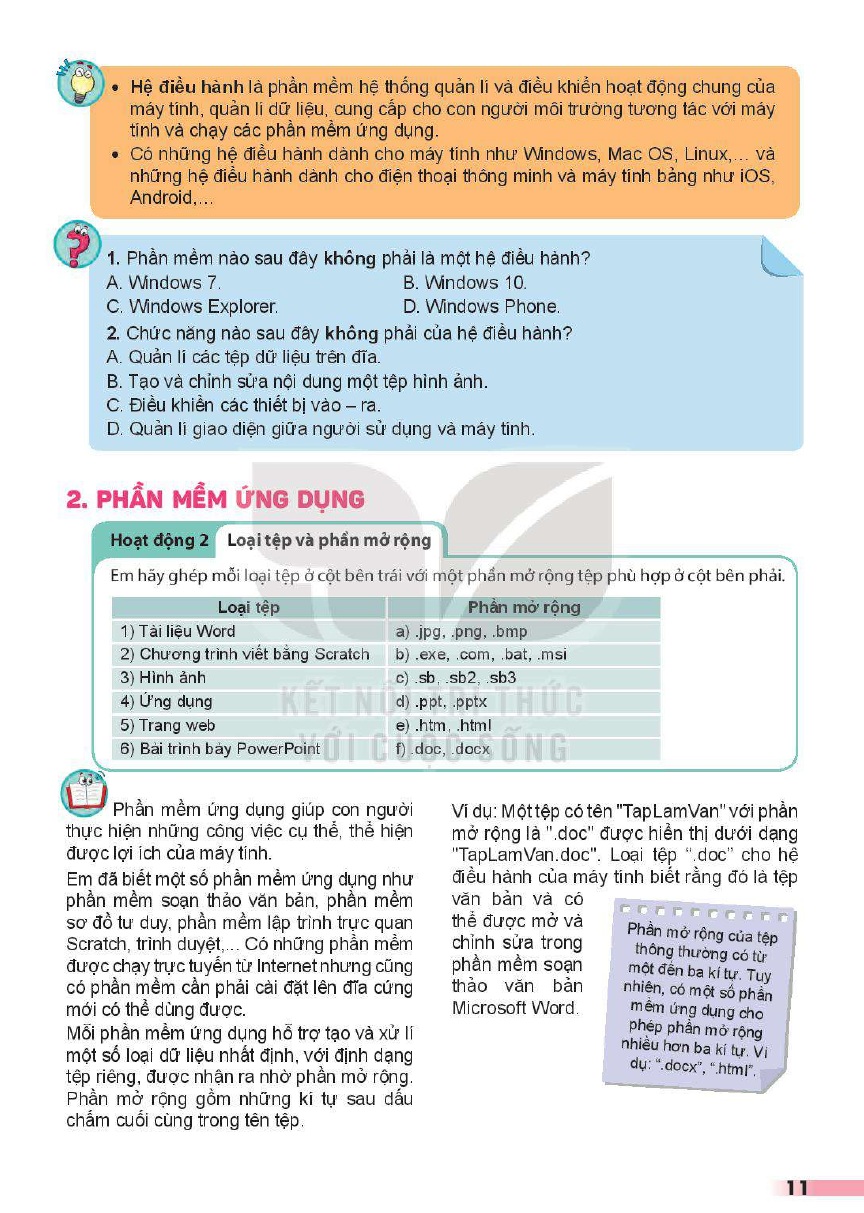 • Hệ điều hành là phần mềm hệ thống quản lí và điều khiển hoạt động chung của
máy tính, quản lí dữ liệu, cung cấp cho con người môi trường tương tác với máy
tính và chạy các phần mềm ứng dụng.
• Có những hệ điều hành dành cho máy tính như Windows, Mac OS, Linux,… và
những hệ điều hành dành cho điện thoại thông minh và máy tính bảng như iOS,
Android,…
1. Phần mềm nào sau đây không phải là một hệ điều hành?
A. Windows 7. B. Windows 10.
C. Windows Explorer. D. Windows Phone.
2. Chức năng nào sau đây không phải của hệ điều hành?
A. Quản lí các tệp dữ liệu trên đĩa.
B. Tạo và chỉnh sửa nội dung một tệp hình ảnh.
C. Điều khiển các thiết bị vào – ra.
D. Quản lí giao diện giữa người sử dụng và máy tính.
2. PHẦN MỀM ỨNG DỤNG
Hoạt động 2 Loại tệp và phần mở rộng
Em hãy ghép mỗi loại tệp ở cột bên trái với một phần mở rộng tệp phù hợp ở cột bên phải.
Loại tệp Phần mở rộng
1) Tài liệu Word a) .jpg, .png, .bmp
2) Chương trình viết bằng Scratch b) .exe, .com, .bat, .msi
3) Hình ảnh c) .sb, .sb2, .sb3
4) Ứng dụng d) .ppt, .pptx
5) Trang web e) .htm, .html
6) Bài trình bày PowerPoint f) .doc, .docx
KẾT NỐI TRI THỨC
VỚI CUỘC SỐNG
Phần mềm ứng dụng giúp con người
thực hiện những công việc cụ thể, thể hiện
được lợi ích của máy tính.
Em đã biết một số phần mềm ứng dụng như
phần mềm soạn thảo văn bản, phần mềm
sơ đồ tư duy, phần mềm lập trình trực quan
Scratch, trình duyệt,... Có những phần mềm
được chạy trực tuyến từ Internet nhưng cũng
có phần mềm cần phải cài đặt lên đĩa cứng
mới có thể dùng được.
Mỗi phần mềm ứng dụng hỗ trợ tạo và xử lí
một số loại dữ liệu nhất định, với định dạng
tệp riêng, được nhận ra nhờ phần mở rộng.
Phần mở rộng gồm những kí tự sau dấu
chấm cuối cùng trong tên tệp.
Ví dụ: Một tệp có tên "TapLamVan" với phần
mở rộng là ".doc" được hiển thị dưới dạng
"TapLamVan.doc". Loại tệp “.doc” cho hệ
điều hành của máy tính biết rằng đó là tệp
văn bản và có
thể được mở và
chỉnh sửa trong
phần mềm soạn
thảo văn bản
Microsoft Word.
Phần mở rộng của tệp
thông thường có từ
một đến ba kí tự. Tuy
nhiên, có một số phần
mềm ứng dụng cho
phép phần mở rộng
nhiều hơn ba kí tự. Ví
dụ: “.docx”, “.html”.
11